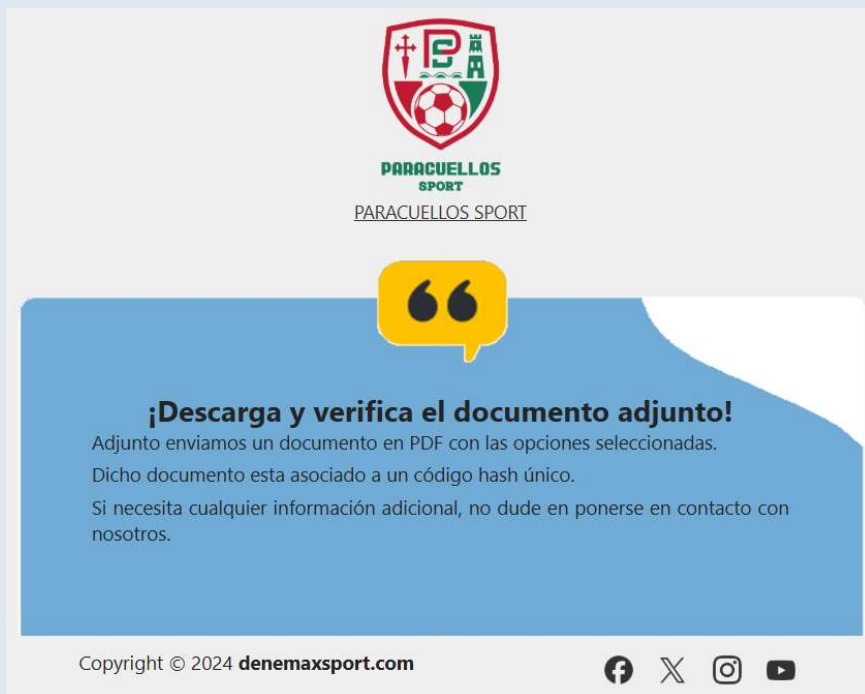 PS
PARACUELLOS
SPORT
PARACUELLOS SPORT
¡Descarga y verifica el documento adjunto!
Adjunto enviamos un documento en PDF con las opciones seleccionadas.
Dicho documento esta asociado a un código hash único.
Si necesita cualquier información adicional, no dude en ponerse en contacto con
nosotros.
Copyright © 2024 denemaxsport.com